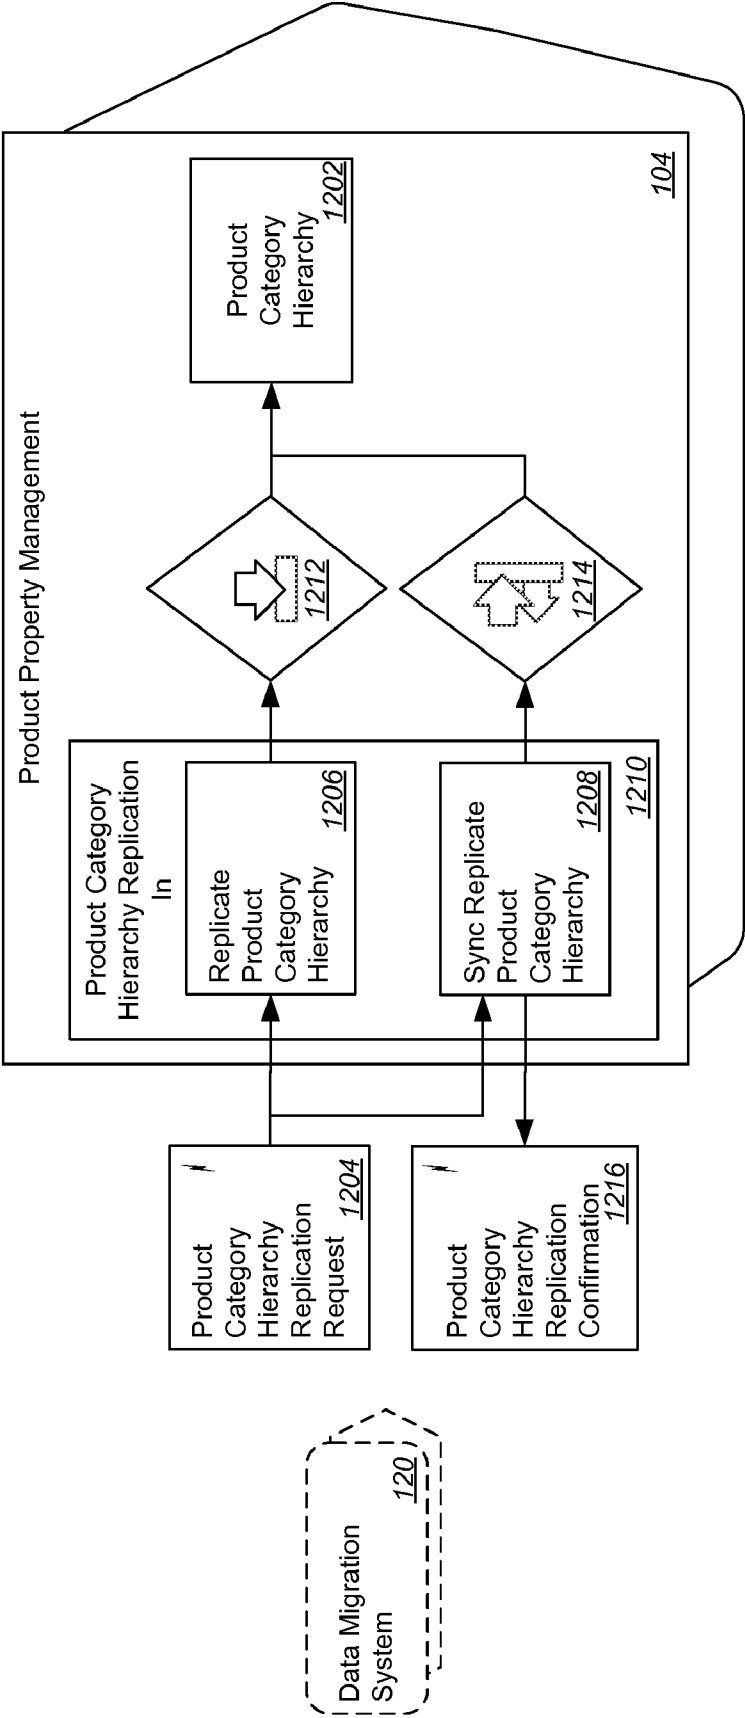 Product Property Management
104
Data Migration
System
120
Product
Category
Hierarchy
Replication
Request
1204
Product
Category
Hierarchy
Replication
Confirmation
1216
Product Category
Hierarchy Replication
In
1210
Replicate
Product
Category
Hierarchy
1206
Sync Replicate
Product
Category
Hierarchy
1208
1212
1214
Product
Category
Hierarchy
1202